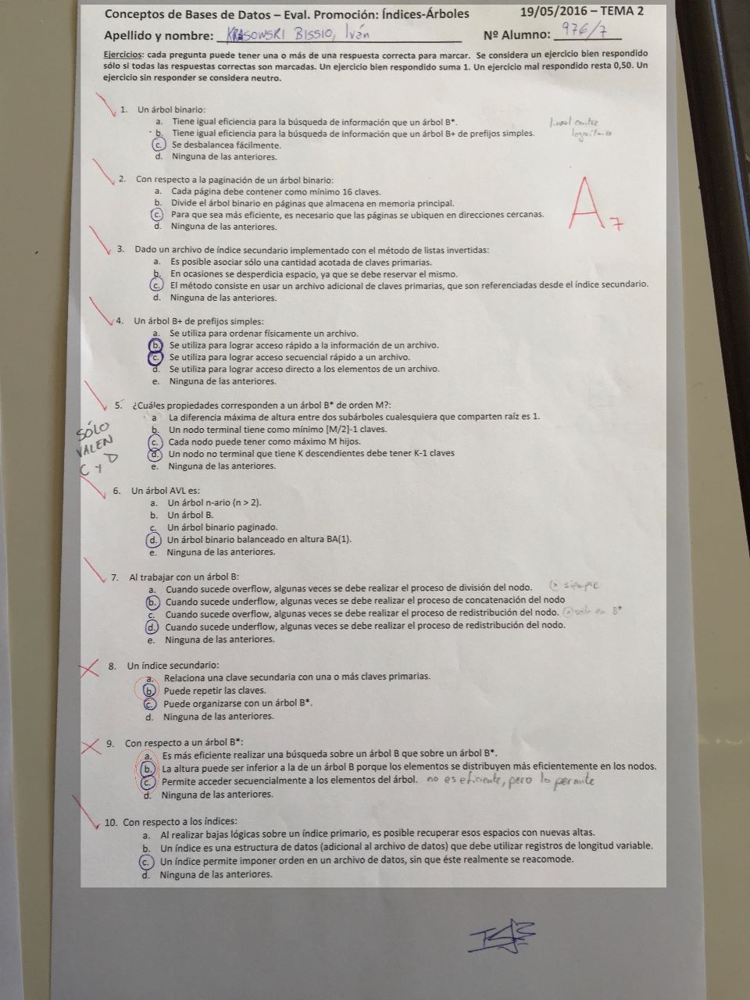 Conceptos de Bases de Datos – Eval. Promoción: Índices-Árboles 19/05/2016 – TEMA 2
Apellido y nombre: KRASOWSKI BISSIO, Iván Nº Alumno: 976/7
Ejercicios: cada pregunta puede tener una o más de una respuesta correcta para marcar. Se considera un ejercicio bien respondido
sólo si todas las respuestas correctas son marcadas. Un ejercicio bien respondido suma 1. Un ejercicio mal respondido resta 0,50. Un
ejercicio sin responder se considera neutro.
1. Un árbol binario:
a. Tiene igual eficiencia para la búsqueda de información que un árbol B*. lineal contra
b. Tiene igual eficiencia para la búsqueda de información que un árbol B+ de prefijos simples. logarítmico
c. Se desbalancea fácilmente.
d. Ninguna de las anteriores.
2. Con respecto a la paginación de un árbol binario:
a. Cada página debe contener como mínimo 16 claves.
b. Divide el árbol binario en páginas que almacena en memoria principal.
c. Para que sea más eficiente, es necesario que las páginas se ubiquen en direcciones cercanas.
d. Ninguna de las anteriores.
A 7
3. Dado un archivo de índice secundario implementado con el método de listas invertidas:
a. Es posible asociar sólo una cantidad acotada de claves primarias.
b. En ocasiones se desperdicia espacio, ya que se debe reservar el mismo.
c. El método consiste en usar un archivo adicional de claves primarias, que son referenciadas desde el índice secundario.
d. Ninguna de las anteriores.
4. Un árbol B+ de prefijos simples:
a. Se utiliza para ordenar físicamente un archivo.
b. Se utiliza para lograr acceso rápido a la información de un archivo.
c. Se utiliza para lograr acceso secuencial rápido a un archivo.
d. Se utiliza para lograr acceso directo a los elementos de un archivo.
e. Ninguna de las anteriores.
5. ¿Cuáles propiedades corresponden a un árbol B* de orden M?:
a La diferencia máxima de altura entre dos subárboles cualesquiera que comparten raíz es 1.
b. Un nodo terminal tiene como mínimo [M/2]-1 claves.
c. Cada nodo puede tener como máximo M hijos.
d. Un nodo no terminal que tiene K descendientes debe tener K-1 claves
e. Ninguna de las anteriores.
SÓLO
VALEN
C y D
6. Un árbol AVL es:
a. Un árbol n-ario (n > 2).
b. Un árbol B.
c. Un árbol binario paginado.
d. Un árbol binario balanceado en altura BA(1).
e. Ninguna de las anteriores.
7. Al trabajar con un árbol B:
a. Cuando sucede overflow, algunas veces se debe realizar el proceso de división del nodo. siempre
b. Cuando sucede underflow, algunas veces se debe realizar el proceso de concatenación del nodo
c. Cuando sucede overflow, algunas veces se debe realizar el proceso de redistribución del nodo. sólo en B*
d. Cuando sucede underflow, algunas veces se debe realizar el proceso de redistribución del nodo.
e. Ninguna de las anteriores.
8. Un índice secundario:
a. Relaciona una clave secundaria con una o más claves primarias.
b. Puede repetir las claves.
c. Puede organizarse con un árbol B*.
d. Ninguna de las anteriores.
9. Con respecto a un árbol B*:
a. Es más eficiente realizar una búsqueda sobre un árbol B que sobre un árbol B*.
b. La altura puede ser inferior a la de un árbol B porque los elementos se distribuyen más eficientemente en los nodos.
c. Permite acceder secuencialmente a los elementos del árbol. no es eficiente, pero lo permite
d. Ninguna de las anteriores.
10. Con respecto a los índices:
a. Al realizar bajas lógicas sobre un índice primario, es posible recuperar esos espacios con nuevas altas.
b. Un índice es una estructura de datos (adicional al archivo de datos) que debe utilizar registros de longitud variable.
c. Un índice permite imponer orden en un archivo de datos, sin que éste realmente se reacomode.
d. Ninguna de las anteriores.